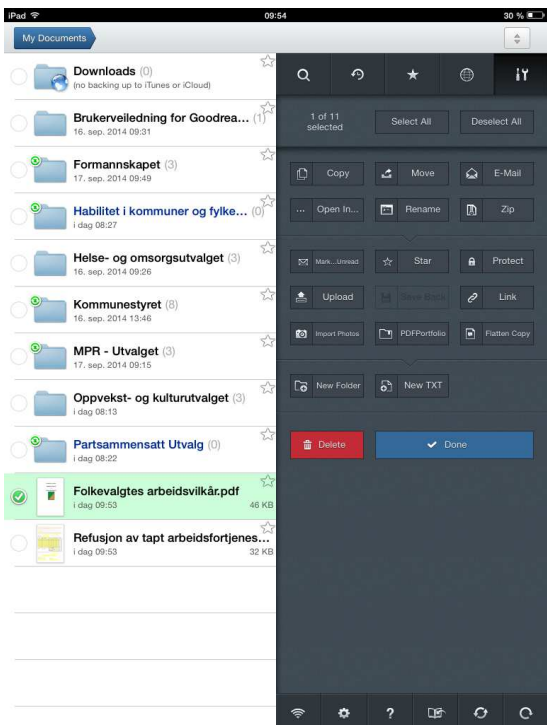 iPad 09:54 30 %
My Documents
Downloads (0)
(no backing up to iTunes or iCloud)
Brukerveiledning for Goodrea... (1)
16. sep. 2014 09:31
Formannskapet (3)
17. sep. 2014 09:49
Habilitet i kommuner og fylke... (0)
i dag 08:27
Helse- og omsorgsutvalget (3)
16. sep. 2014 09:26
Kommunestyret (8)
16. sep. 2014 13:46
MPR - Utvalget (3)
17. sep. 2014 09:15
Oppvekst- og kulturutvalget (3)
i dag 08:13
Partsammensatt Utvalg (0)
i dag 08:22
Folkevalgtes arbeidsvilkår.pdf
i dag 09:53 46 KB
Refusjon av tapt arbeidsfortjenes...
i dag 09:53 32 KB
1 of 11
selected
Select All
Deselect All
Copy
Move
E-Mail
... Open In...
Rename
Zip
Mark...Unread
Star
Protect
Upload
Link
Import Photos
PDFPortfolio
Flatten Copy
New Folder
New TXT
Delete
Done
?